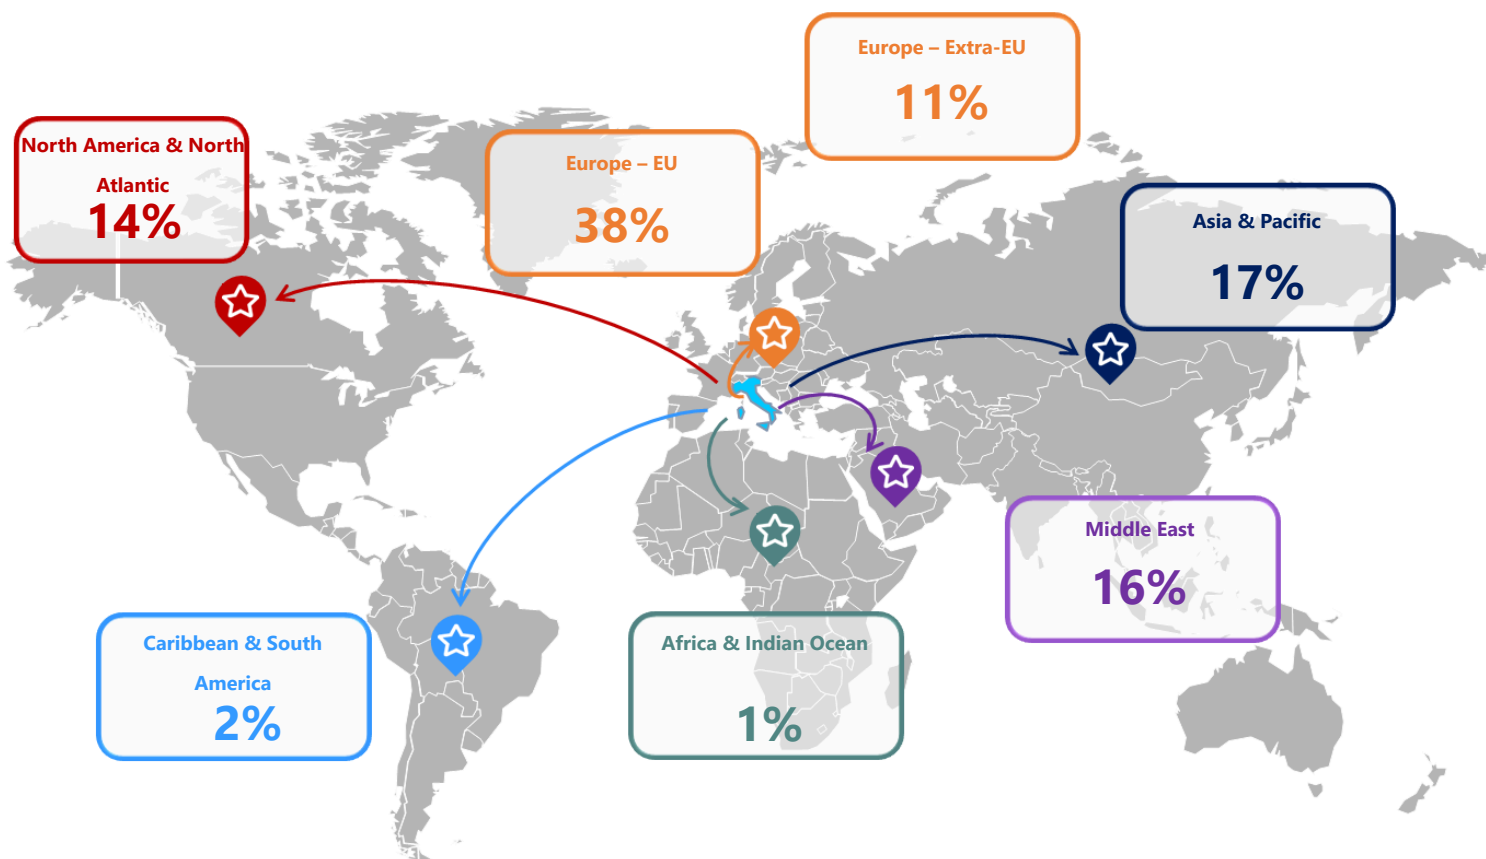 Europe – Extra-EU
11%
North America & North
Atlantic
14%
Europe – EU
38%
Asia & Pacific
17%
Middle East
16%
Caribbean & South
America
2%
Africa & Indian Ocean
1%